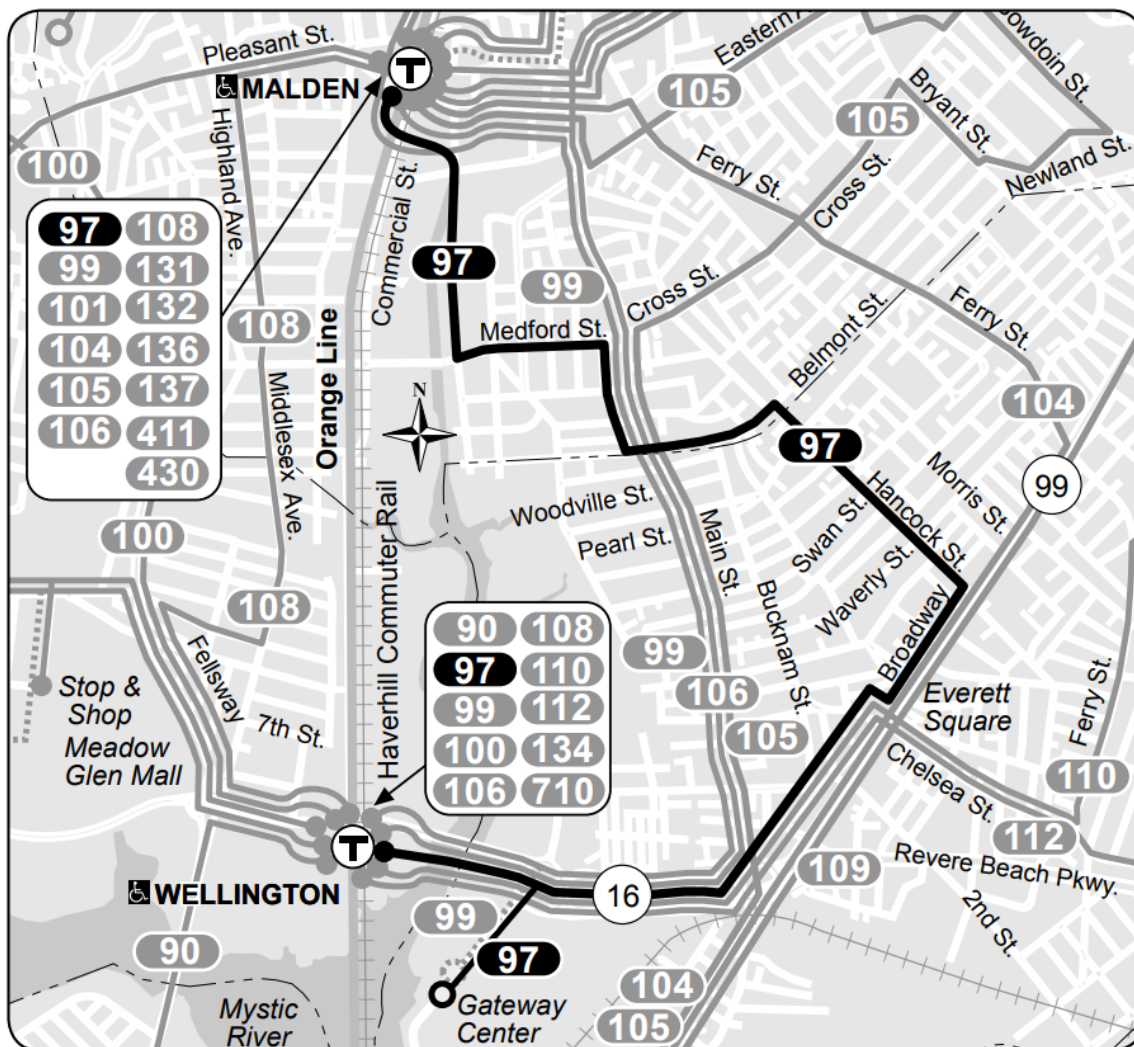 Pleasant St.
T
MALDEN
Eastern
105
Bowdoin St.
105
Bryant St.
100
Highland Ave.
Commercial St.
Ferry St.
Cross St.
Newland St.
97 108
99 131
101 132
104 136
105 137
106 411
430
97
99
Cross St.
108
Orange Line
Medford St.
Belmont St.
Ferry St.
104
N
Middlesex Ave.
97
99
Woodville St.
Pearl St.
Main St.
Swan St.
Hancock St.
Morris St.
Waverly St.
100
Haverhill Commuter Rail
108
Bucknam St.
Broadway
90 108
97 110
99 112
100 134
106 710
99
106
105
Fellsway
Stop &
Shop
Meadow
Glen Mall
7th St.
Everett
Square
Ferry St.
110
Chelsea St.
112
T
WELLINGTON
16
109
Revere Beach Pkwy.
2nd St.
90
99
97
Mystic
River
Gateway
Center
104
105